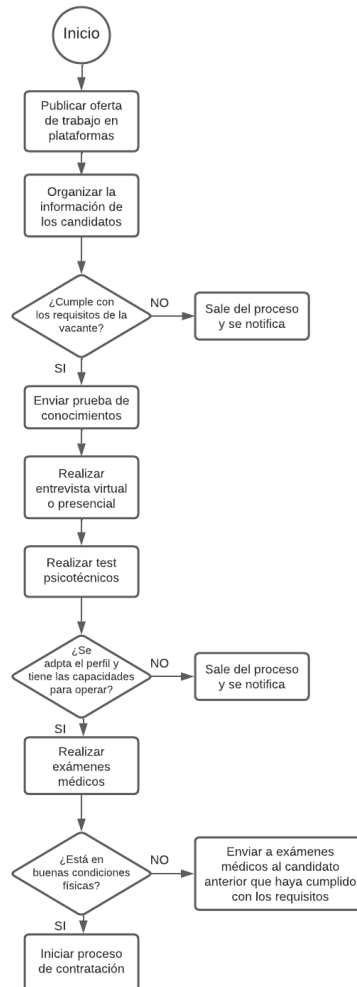 Inicio
Publicar oferta
de trabajo en
plataformas
Organizar la
información de
los candidatos
¿Cumple con
los requisitos de la
vacante?
NO
Sale del proceso
y se notifica
SI
Enviar prueba de
conocimientos
Realizar
entrevista virtual
o presencial
Realizar test
psicotécnicos
¿Se
adpta el perfil y
tiene las capacidades
para operar?
NO
Sale del proceso
y se notifica
SI
Realizar
exámenes
médicos
¿Está en
buenas condiciones
físicas?
NO
Enviar a exámenes
médicos al candidato
anterior que haya cumplido
con los requisitos
SI
Iniciar proceso
de contratación